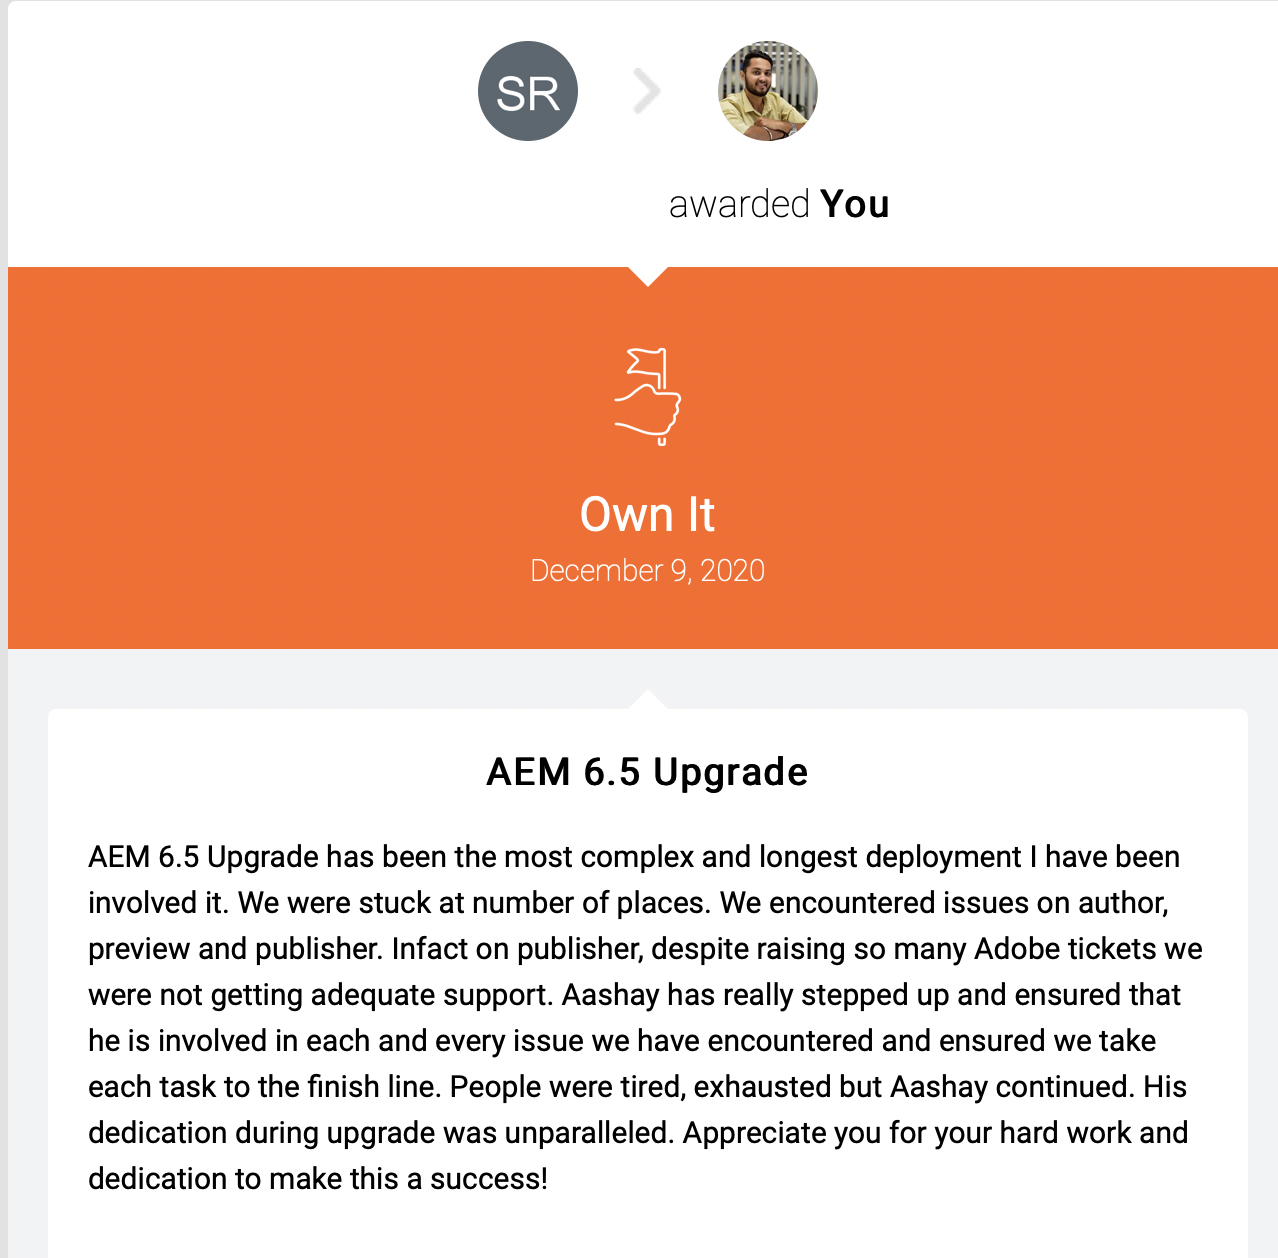 SR
awarded You
Own It
December 9, 2020
AEM 6.5 Upgrade
AEM 6.5 Upgrade has been the most complex and longest deployment I have been
involved it. We were stuck at number of places. We encountered issues on author,
preview and publisher. Infact on publisher, despite raising so many Adobe tickets we
were not getting adequate support. Aashay has really stepped up and ensured that
he is involved in each and every issue we have encountered and ensured we take
each task to the finish line. People were tired, exhausted but Aashay continued. His
dedication during upgrade was unparalleled. Appreciate you for your hard work and
dedication to make this a success!